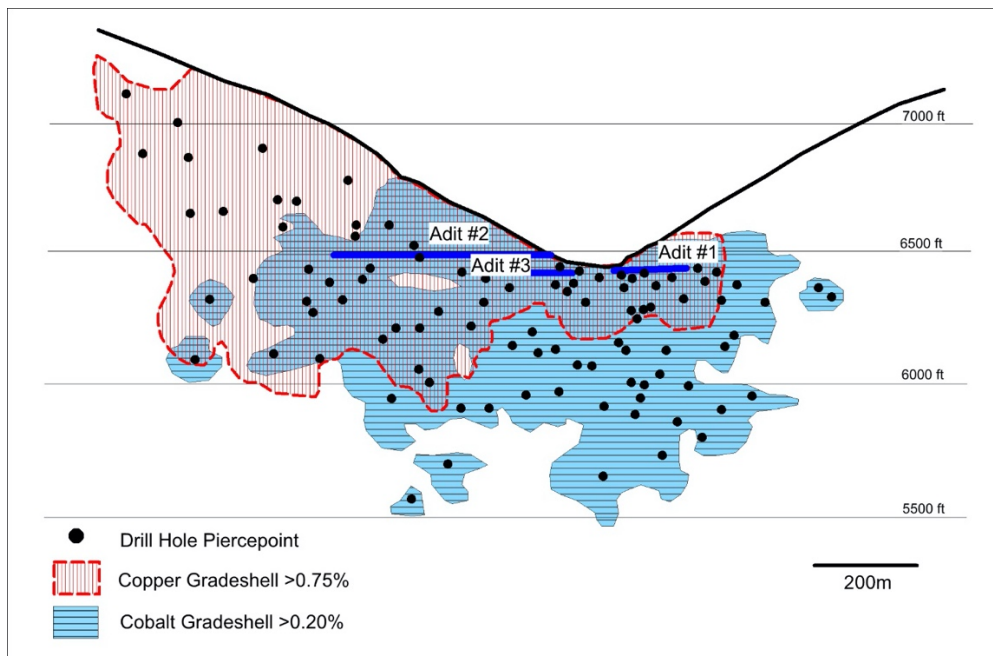 7000 ft
Adit #2
6500 ft
Adit #1
Adit #3
6000 ft
5500 ft
Drill Hole Piercepoint
Copper Gradeshell >0.75%
200m
Cobalt Gradeshell >0.20%